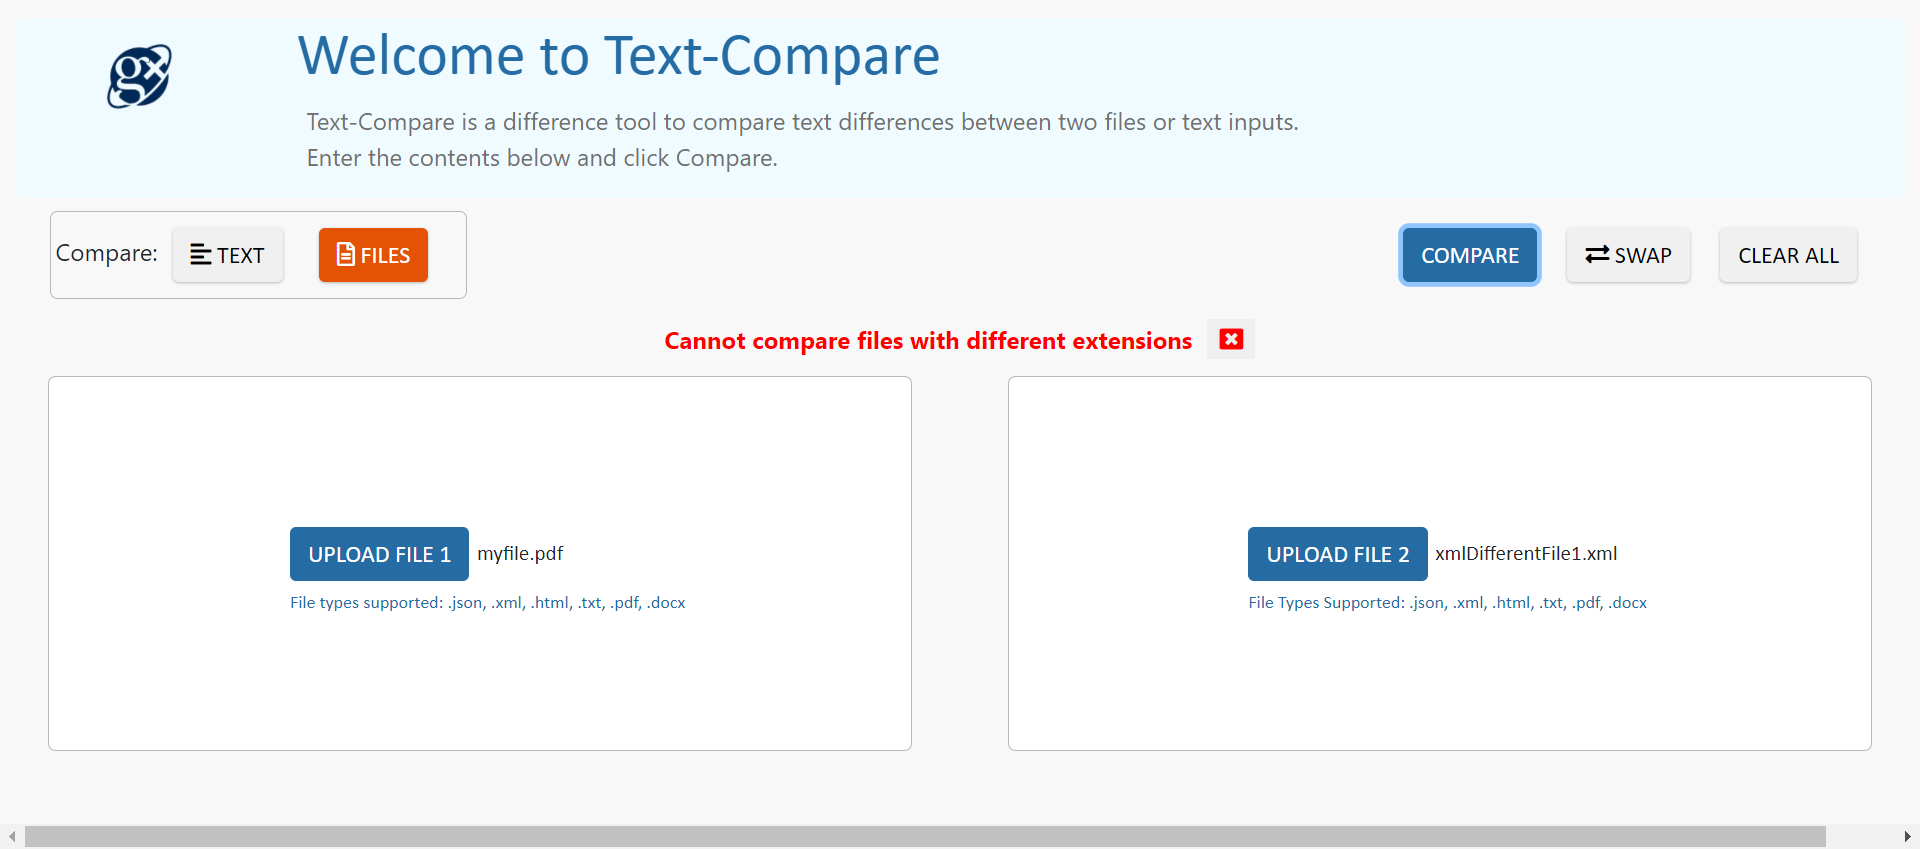 gx
Welcome to Text-Compare
Text-Compare is a difference tool to compare text differences between two files or text inputs.
Enter the contents below and click Compare.
Compare: TEXT FILES COMPARE SWAP CLEAR ALL
Cannot compare files with different extensions
UPLOAD FILE 1 myfile.pdf
File types supported: .json, .xml, .html, .txt, .pdf, .docx
UPLOAD FILE 2 xmlDifferentFile1.xml
File Types Supported: .json, .xml, .html, .txt, .pdf, .docx